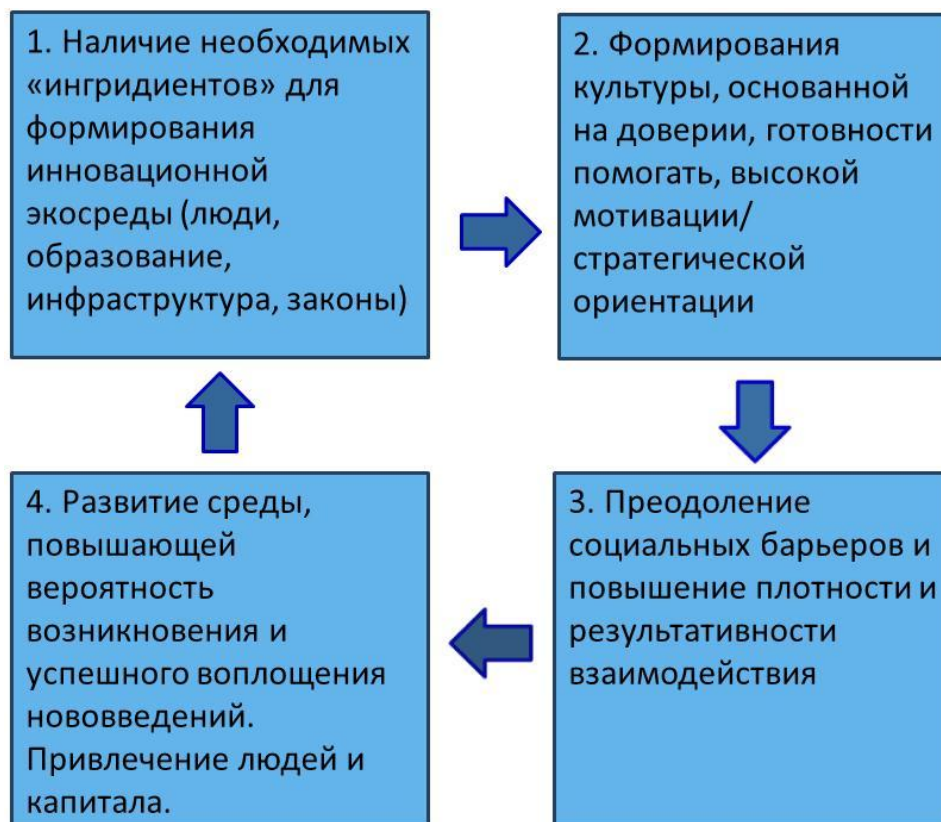 1. Наличие необходимых
«ингридиентов» для
формирования
инновационной
экосреды (люди,
образование,
инфраструктура, законы)
2. Формирования
культуры, основанной
на доверии, готовности
помогать, высокой
мотивации/
стратегической
ориентации
3. Преодоление
социальных барьеров и
повышение плотности и
результативности
взаимодействия
4. Развитие среды,
повышающей
вероятность
возникновения и
успешного воплощения
нововведений.
Привлечение людей и
капитала.